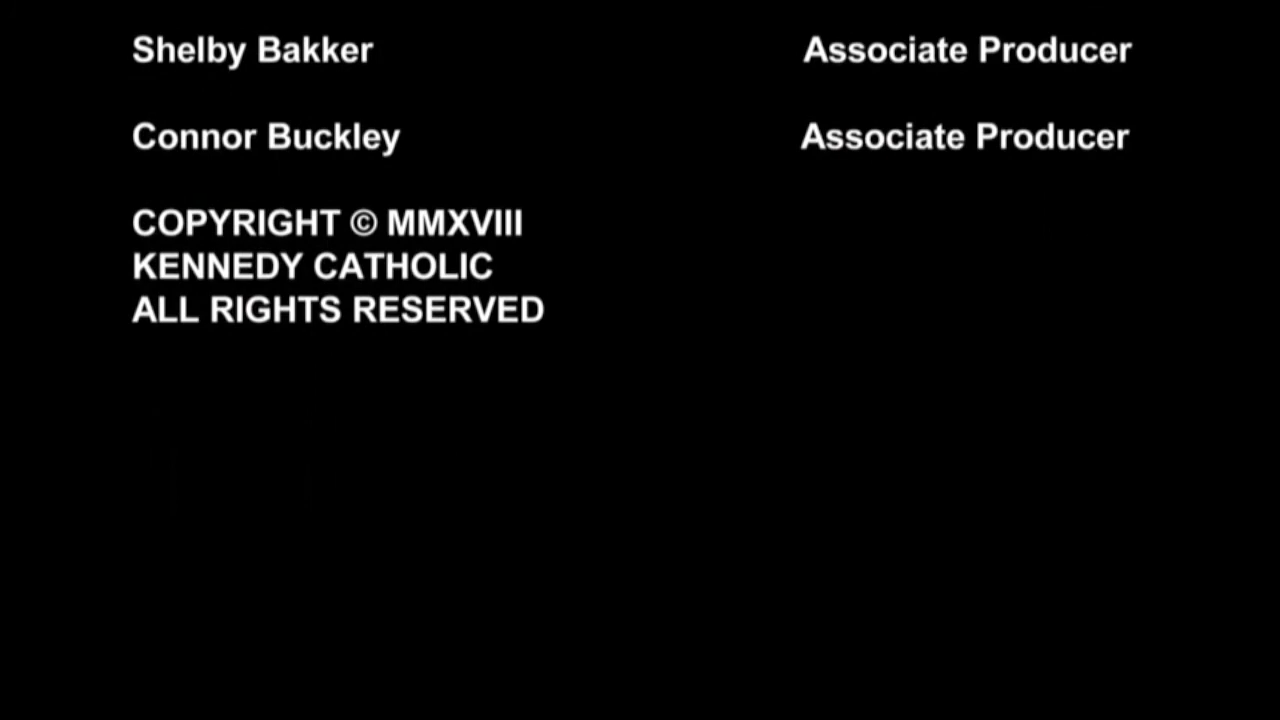 Shelby Bakker Associate Producer
Connor Buckley Associate Producer
COPYRIGHT © MMXVIII
KENNEDY CATHOLIC
ALL RIGHTS RESERVED